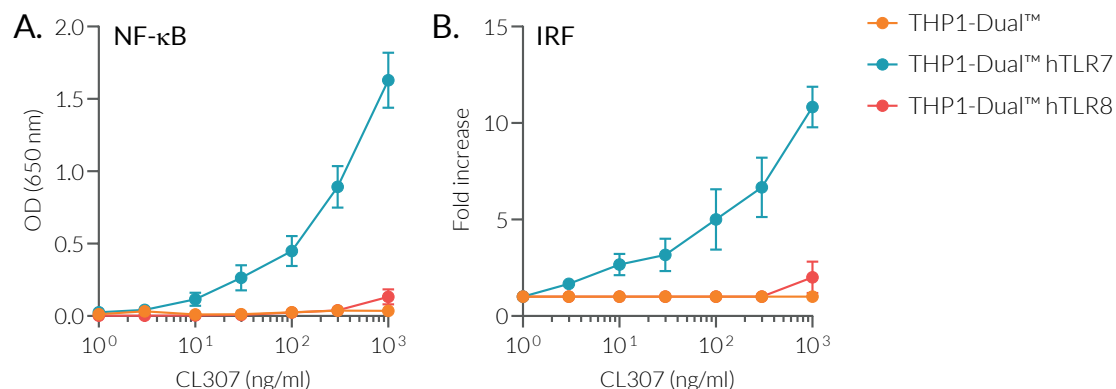 A.
NF-κB
OD (650 nm)
2.0
1.5
1.0
0.5
0.0
10⁰ 10¹ 10² 10³
CL307 (ng/ml)
B.
IRF
Fold increase
15
10
5
0
10⁰ 10¹ 10² 10³
CL307 (ng/ml)
THP1-Dual™
THP1-Dual™ hTLR7
THP1-Dual™ hTLR8